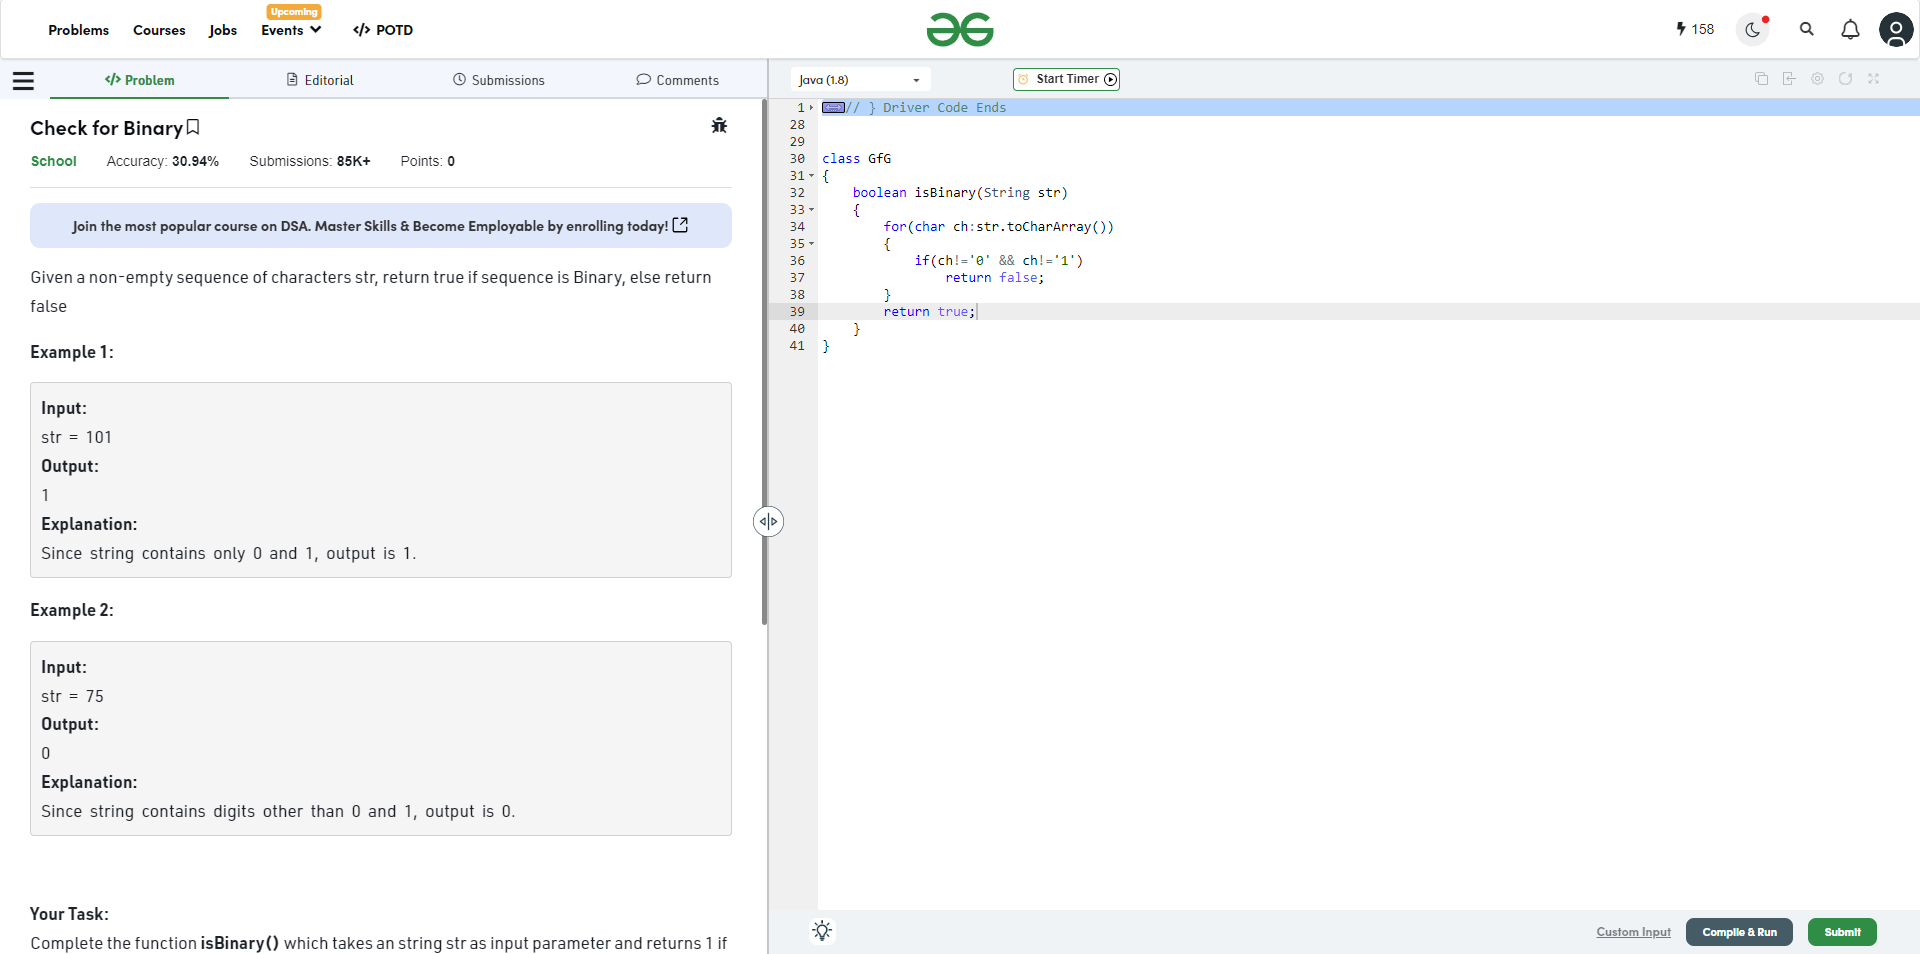 Upcoming
Problems Courses Jobs Events </> POTD
158
</> Problem Editorial Submissions Comments
Java (1.8) Start Timer
Check for Binary
School Accuracy: 30.94% Submissions: 85K+ Points: 0
Join the most popular course on DSA. Master Skills & Become Employable by enrolling today!
Given a non-empty sequence of characters str, return true if sequence is Binary, else return
false
Example 1:
Input:
str = 101
Output:
1
Explanation:
Since string contains only 0 and 1, output is 1.
Example 2:
Input:
str = 75
Output:
0
Explanation:
Since string contains digits other than 0 and 1, output is 0.
Your Task:
Complete the function isBinary() which takes an string str as input parameter and returns 1 if
1 // } Driver Code Ends
28
29
30 class GfG
31 {
32     boolean isBinary(String str)
33     {
34         for(char ch:str.toCharArray())
35         {
36             if(ch!='0' && ch!='1')
37                 return false;
38         }
39         return true;
40     }
41 }
Custom Input Compile & Run Submit